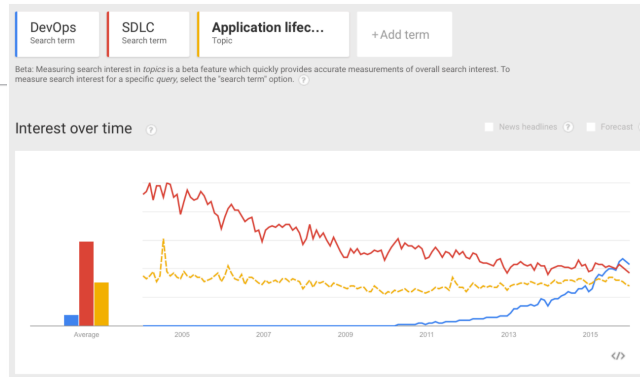 DevOps
Search term
SDLC
Search term
Application lifec...
Topic
+Add term
Beta: Measuring search interest in topics is a beta feature which quickly provides accurate measurements of overall search interest. To
measure search interest for a specific query, select the "search term" option. ?
Interest over time ?
News headlines ?
Forecast
Average
2005
2007
2009
2011
2013
2015
</>